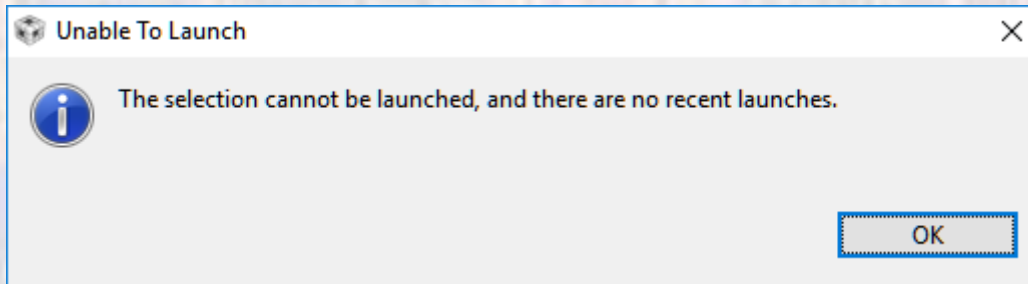 Unable To Launch
The selection cannot be launched, and there are no recent launches.
OK